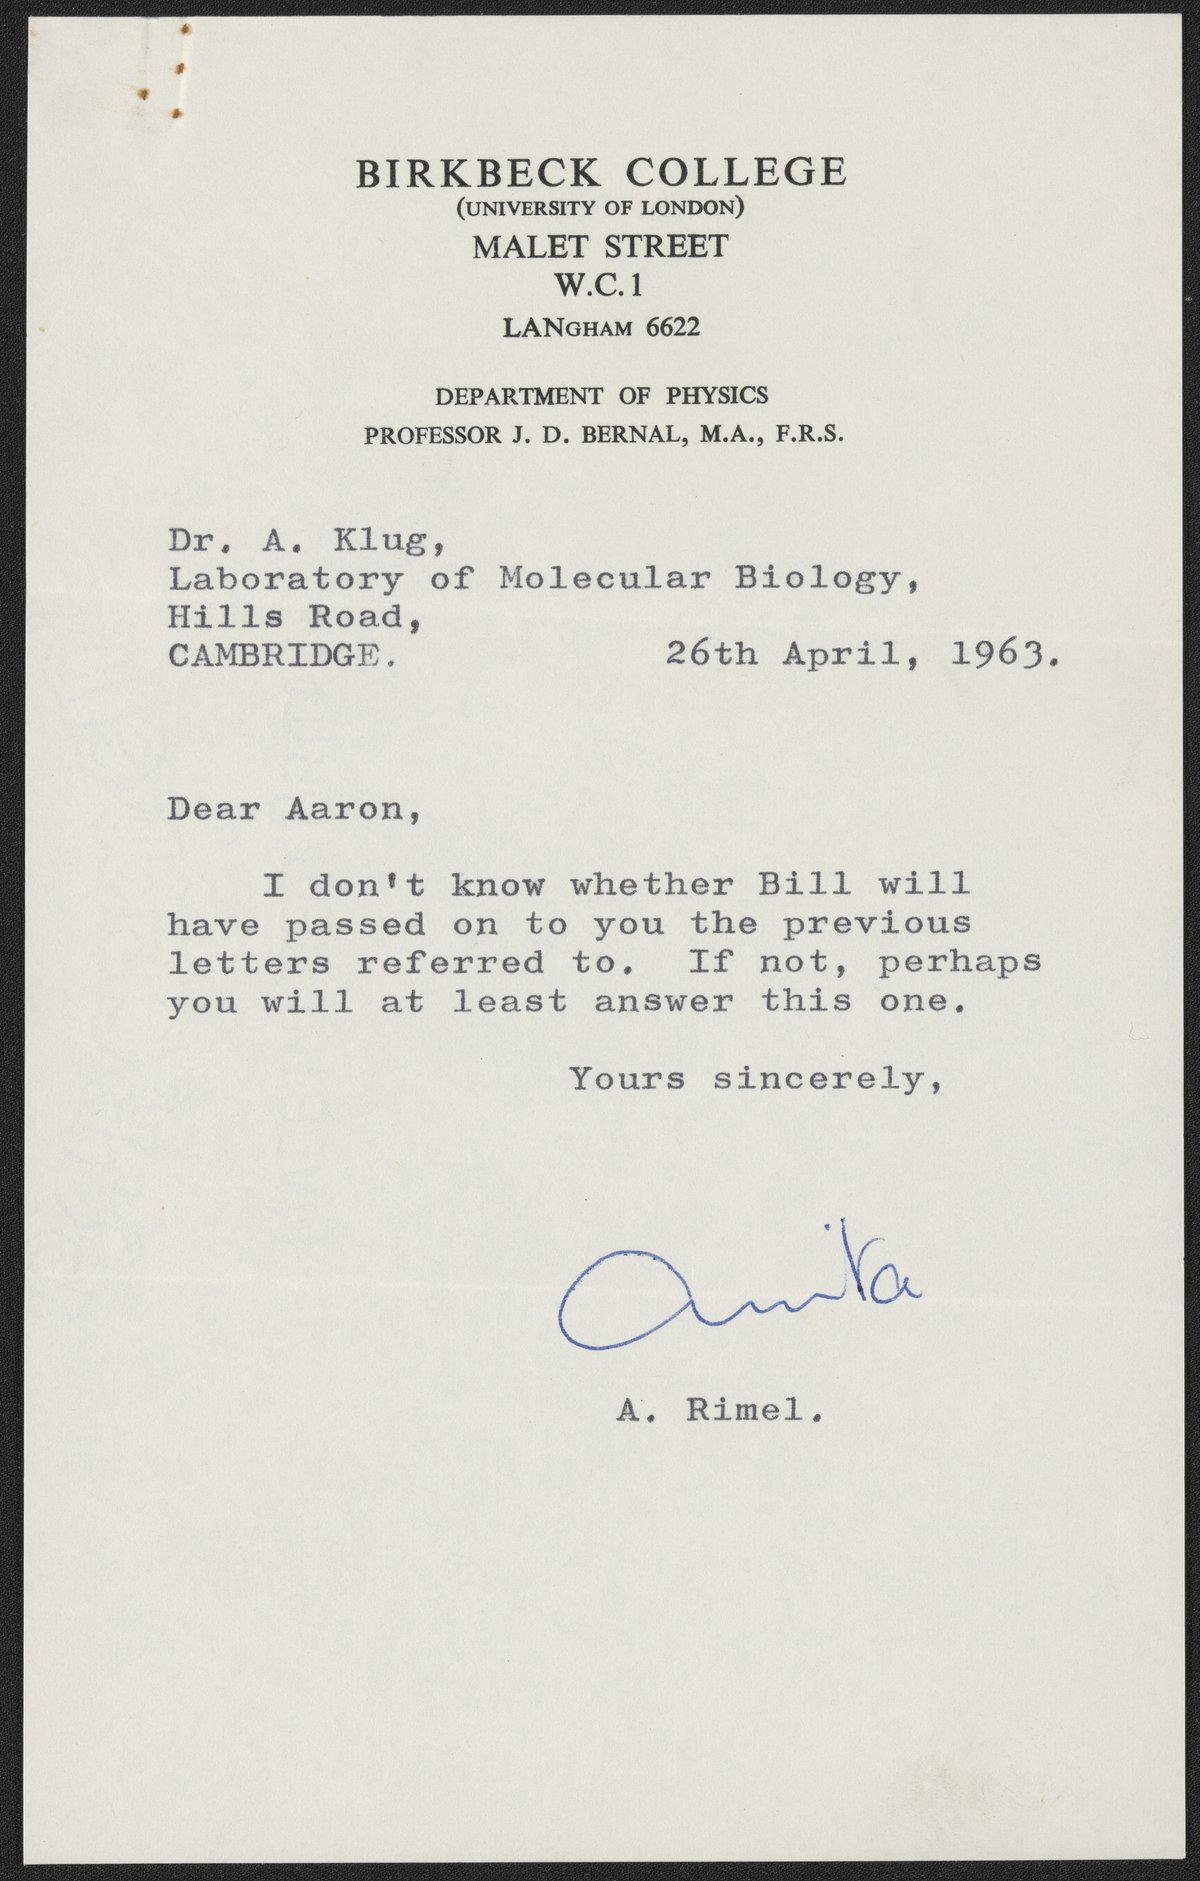 BIRKBECK COLLEGE
(UNIVERSITY OF LONDON)
MALET STREET
W.C.1
LANGHAM 6622
DEPARTMENT OF PHYSICS
PROFESSOR J. D. BERNAL, M.A., F.R.S.
Dr. A. Klug,
Laboratory of Molecular Biology,
Hills Road,
CAMBRIDGE. 26th April, 1963.
Dear Aaron,
I don't know whether Bill will
have passed on to you the previous
letters referred to. If not, perhaps
you will at least answer this one.
Yours sincerely,
Anita
A. Rimel.